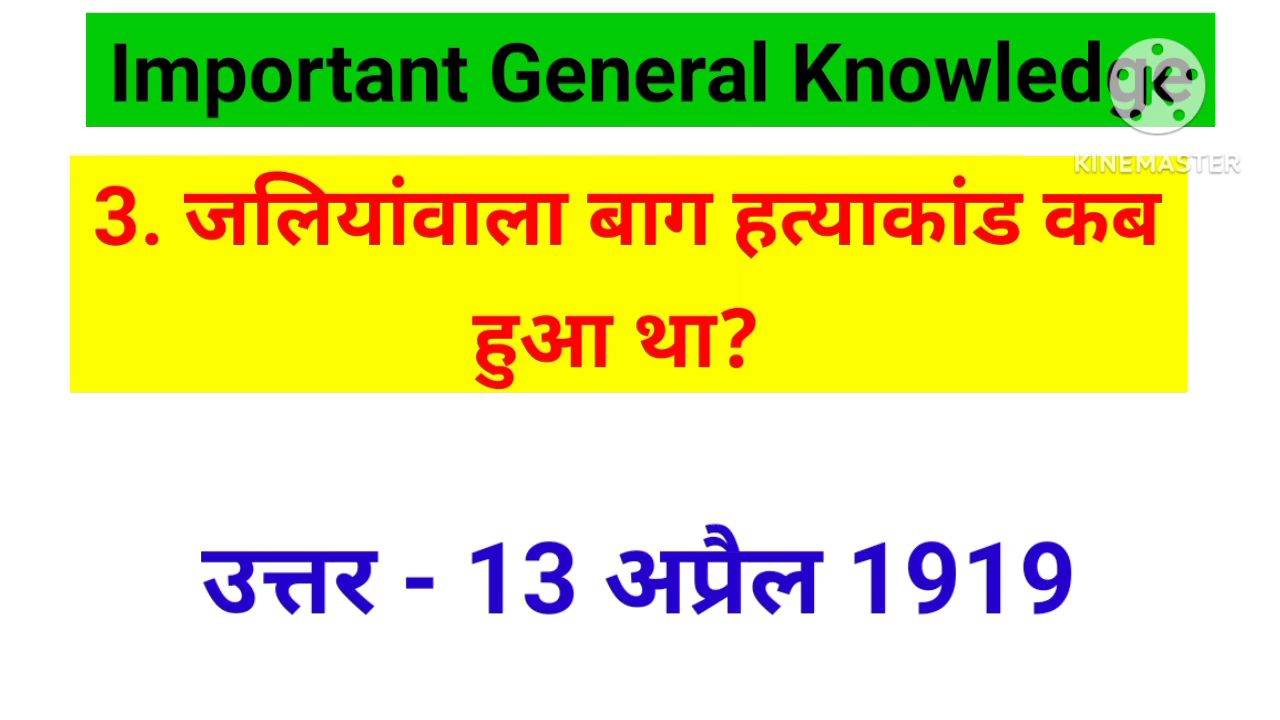 Important General Knowledge
KINEMASTER
3. जलियांवाला बाग हत्याकांड कब
हुआ था?
उत्तर - 13 अप्रैल 1919